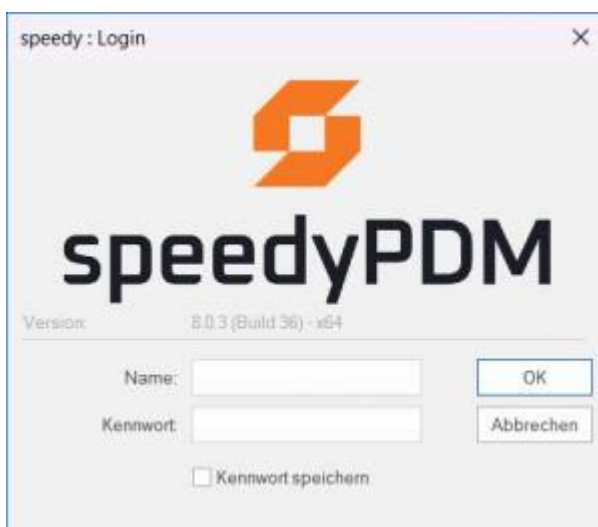 speedy : Login
speedyPDM
Version: 8.0.3 (Build 36) - x64
Name: OK
Kennwort: Abbrechen
Kennwort speichern